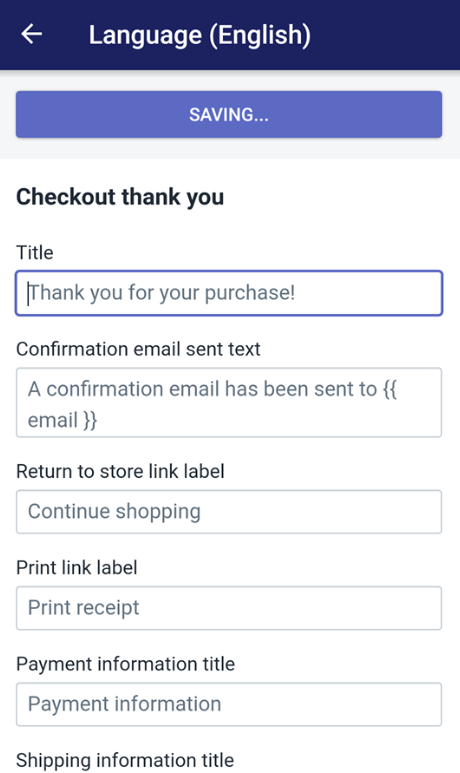 Language (English)
SAVING...
Checkout thank you
Title
Thank you for your purchase!
Confirmation email sent text
A confirmation email has been sent to {{
email }}
Return to store link label
Continue shopping
Print link label
Print receipt
Payment information title
Payment information
Shipping information title